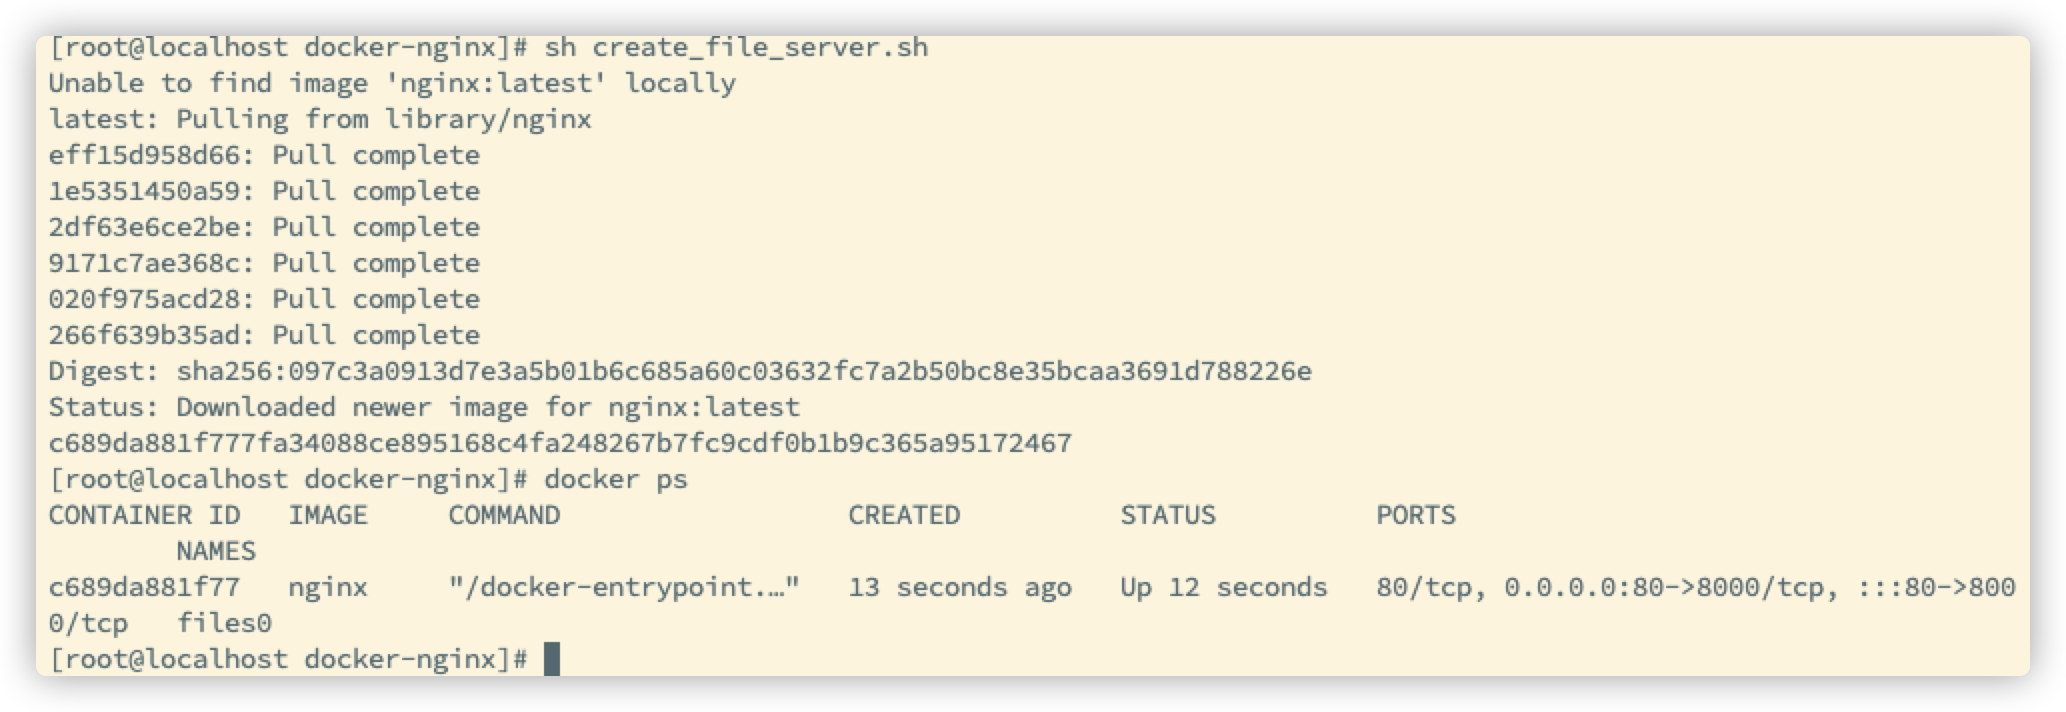 [root@localhost docker-nginx]# sh create_file_server.sh
Unable to find image 'nginx:latest' locally
latest: Pulling from library/nginx
eff15d958d66: Pull complete
1e5351450a59: Pull complete
2df63e6ce2be: Pull complete
9171c7ae368c: Pull complete
020f975acd28: Pull complete
266f639b35ad: Pull complete
Digest: sha256:097c3a0913d7e3a5b01b6c685a60c03632fc7a2b50bc8e35bcaa3691d788226e
Status: Downloaded newer image for nginx:latest
c689da881f777fa34088ce895168c4fa248267b7fc9cdf0b1b9c365a95172467
[root@localhost docker-nginx]# docker ps
CONTAINER ID   IMAGE     COMMAND                  CREATED          STATUS          PORTS
        NAMES
c689da881f77   nginx     "/docker-entrypoint.…"   13 seconds ago   Up 12 seconds   80/tcp, 0.0.0.0:80->8000/tcp, :::80->800
0/tcp   files0
[root@localhost docker-nginx]#